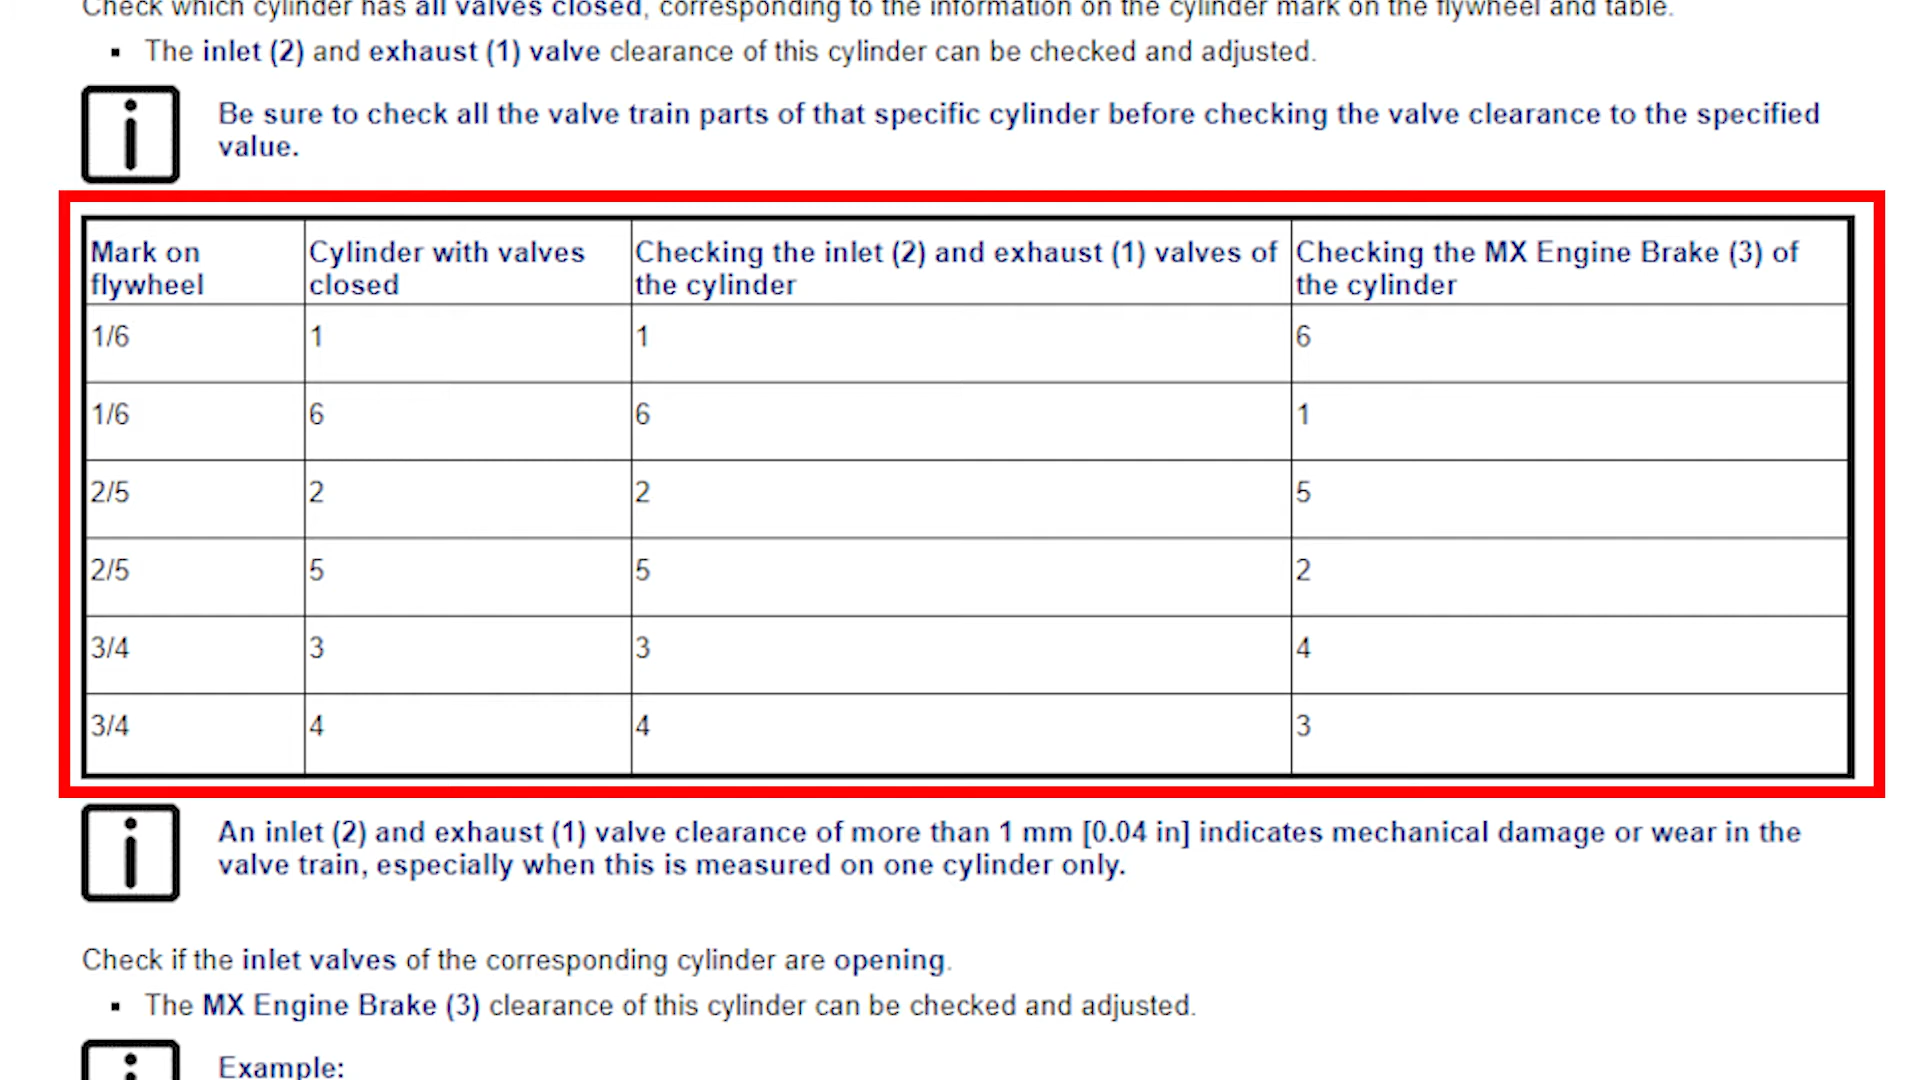 Check which cylinder has all valves closed, corresponding to the information on the cylinder mark on the flywheel and table.
▪ The inlet (2) and exhaust (1) valve clearance of this cylinder can be checked and adjusted.
Be sure to check all the valve train parts of that specific cylinder before checking the valve clearance to the specified
value.
Mark on flywheel | Cylinder with valves closed | Checking the inlet (2) and exhaust (1) valves of the cylinder | Checking the MX Engine Brake (3) of the cylinder
1/6 | 1 | 1 | 6
1/6 | 6 | 6 | 1
2/5 | 2 | 2 | 5
2/5 | 5 | 5 | 2
3/4 | 3 | 3 | 4
3/4 | 4 | 4 | 3
An inlet (2) and exhaust (1) valve clearance of more than 1 mm [0.04 in] indicates mechanical damage or wear in the
valve train, especially when this is measured on one cylinder only.
Check if the inlet valves of the corresponding cylinder are opening.
▪ The MX Engine Brake (3) clearance of this cylinder can be checked and adjusted.
Example: